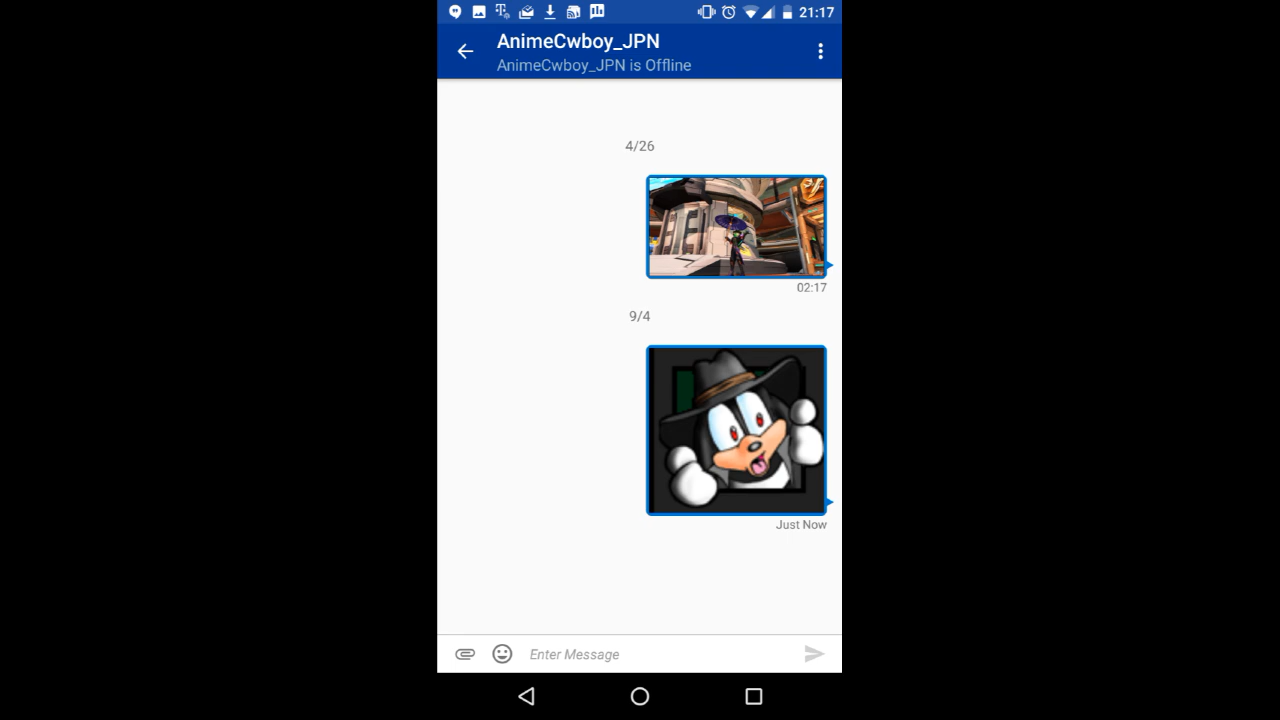 21:17
AnimeCwboy_JPN
AnimeCwboy_JPN is Offline
4/26
02:17
9/4
Just Now
Enter Message